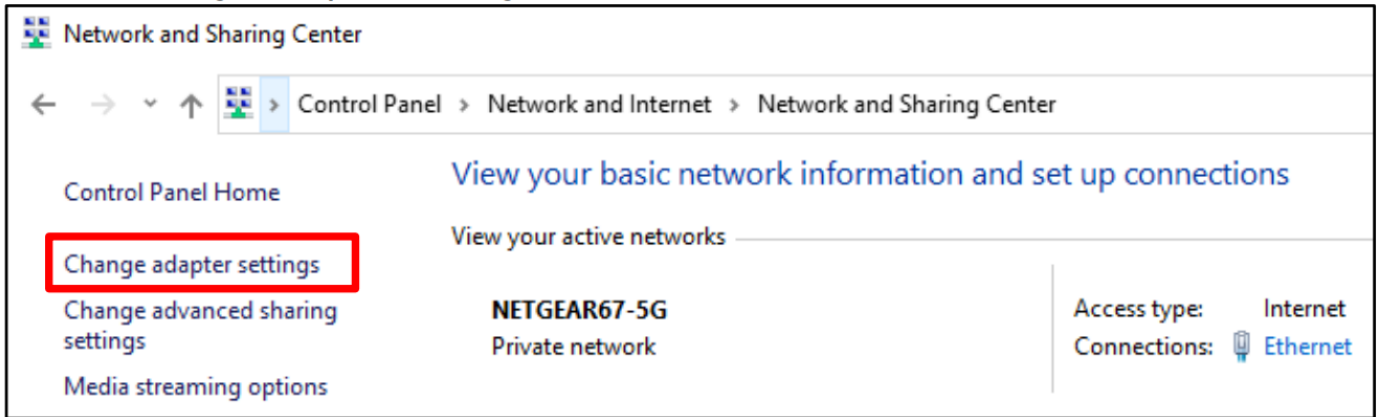 Network and Sharing Center
Control Panel > Network and Internet > Network and Sharing Center
Control Panel Home
Change adapter settings
Change advanced sharing
settings
Media streaming options
View your basic network information and set up connections
View your active networks
NETGEAR67-5G
Private network
Access type: Internet
Connections: Ethernet